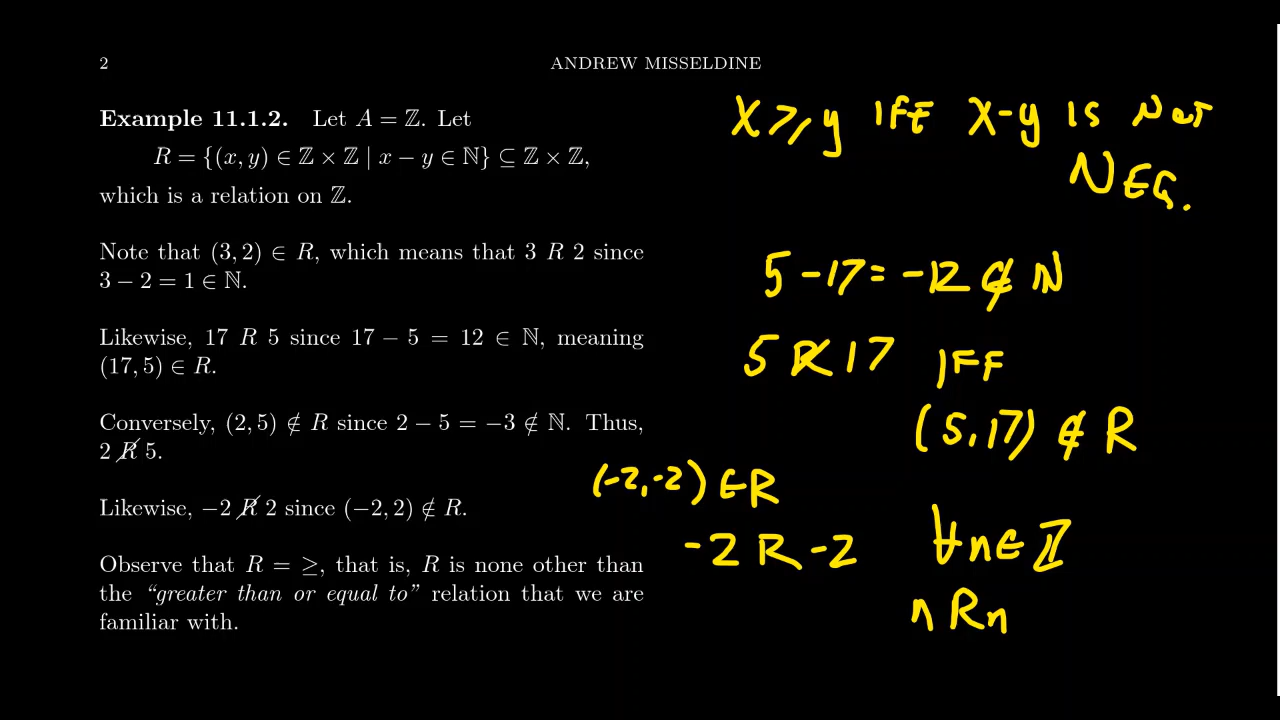 2 ANDREW MISSELDINE
Example 11.1.2. Let A = ℤ. Let
R = {(x, y) ∈ ℤ × ℤ | x − y ∈ ℕ} ⊆ ℤ × ℤ,
which is a relation on ℤ.
Note that (3, 2) ∈ R, which means that 3 R 2 since
3 − 2 = 1 ∈ ℕ.
Likewise, 17 R 5 since 17 − 5 = 12 ∈ ℕ, meaning
(17, 5) ∈ R.
Conversely, (2, 5) ∉ R since 2 − 5 = −3 ∉ ℕ. Thus,
2 R̸ 5.
Likewise, −2 R̸ 2 since (−2, 2) ∉ R.
Observe that R = ≥, that is, R is none other than
the “greater than or equal to” relation that we are
familiar with.
X ⩾ y IFF X-y IS NOT
NEG.
5 -17 = -12 ∉ ℕ
5 R̸ 17 IFF
(5,17) ∉ R
(-2,-2) ∈ R
-2 R -2
∀n ∈ ℤ
n R n